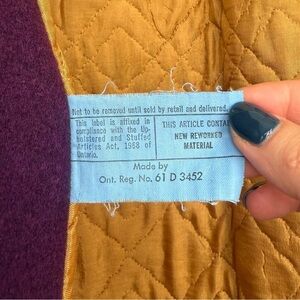 Not to be removed until sold by retail and delivered.
This label is affixed in
compliance with the Up-
holstered and Stuffed
Articles Act, 1968 of
Ontario.
THIS ARTICLE CONTAI
NEW REWORKED
MATERIAL
Made by
Ont. Reg. No. 61 D 3452